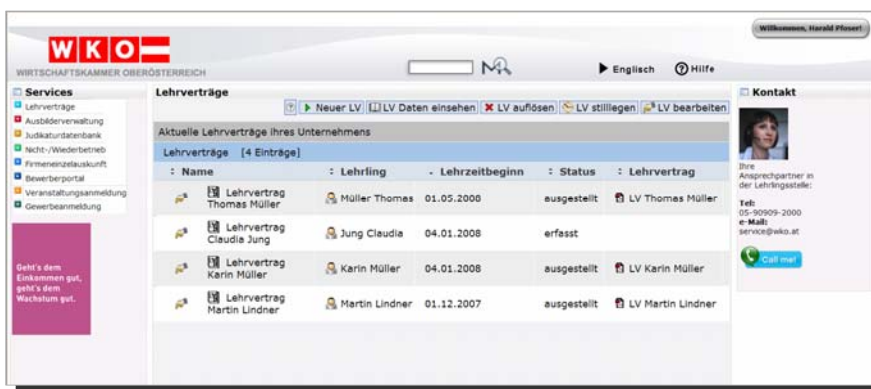 Willkommen, Harald Pfoser!
WKO
WIRTSCHAFTSKAMMER OBERÖSTERREICH
Englisch
Hilfe
Services
Lehrverträge
Ausbilderverwaltung
Judikaturdatenbank
Nicht-/Wiederbetrieb
Firmeneinzelauskunft
Bewerberportal
Veranstaltungsanmeldung
Gewerbeanmeldung
Geht's dem
Einkommen gut,
geht's dem
Wachstum gut.
Lehrverträge
? Neuer LV LV Daten einsehen LV auflösen LV stilllegen LV bearbeiten
Aktuelle Lehrverträge ihres Unternehmens
Lehrverträge [4 Einträge]
Name Lehrling Lehrzeitbeginn Status Lehrvertrag
Lehrvertrag
Thomas Müller Müller Thomas 01.05.2008 ausgestellt LV Thomas Müller
Lehrvertrag
Claudia Jung Jung Claudia 04.01.2008 erfasst
Lehrvertrag
Karin Müller Karin Müller 04.01.2008 ausgestellt LV Karin Müller
Lehrvertrag
Martin Lindner Martin Lindner 01.12.2007 ausgestellt LV Martin Lindner
Kontakt
Ihre
Ansprechpartner in
der Lehrlingsstelle:
Tel:
05-90909-2000
e-Mail:
service@wko.at
Call me!